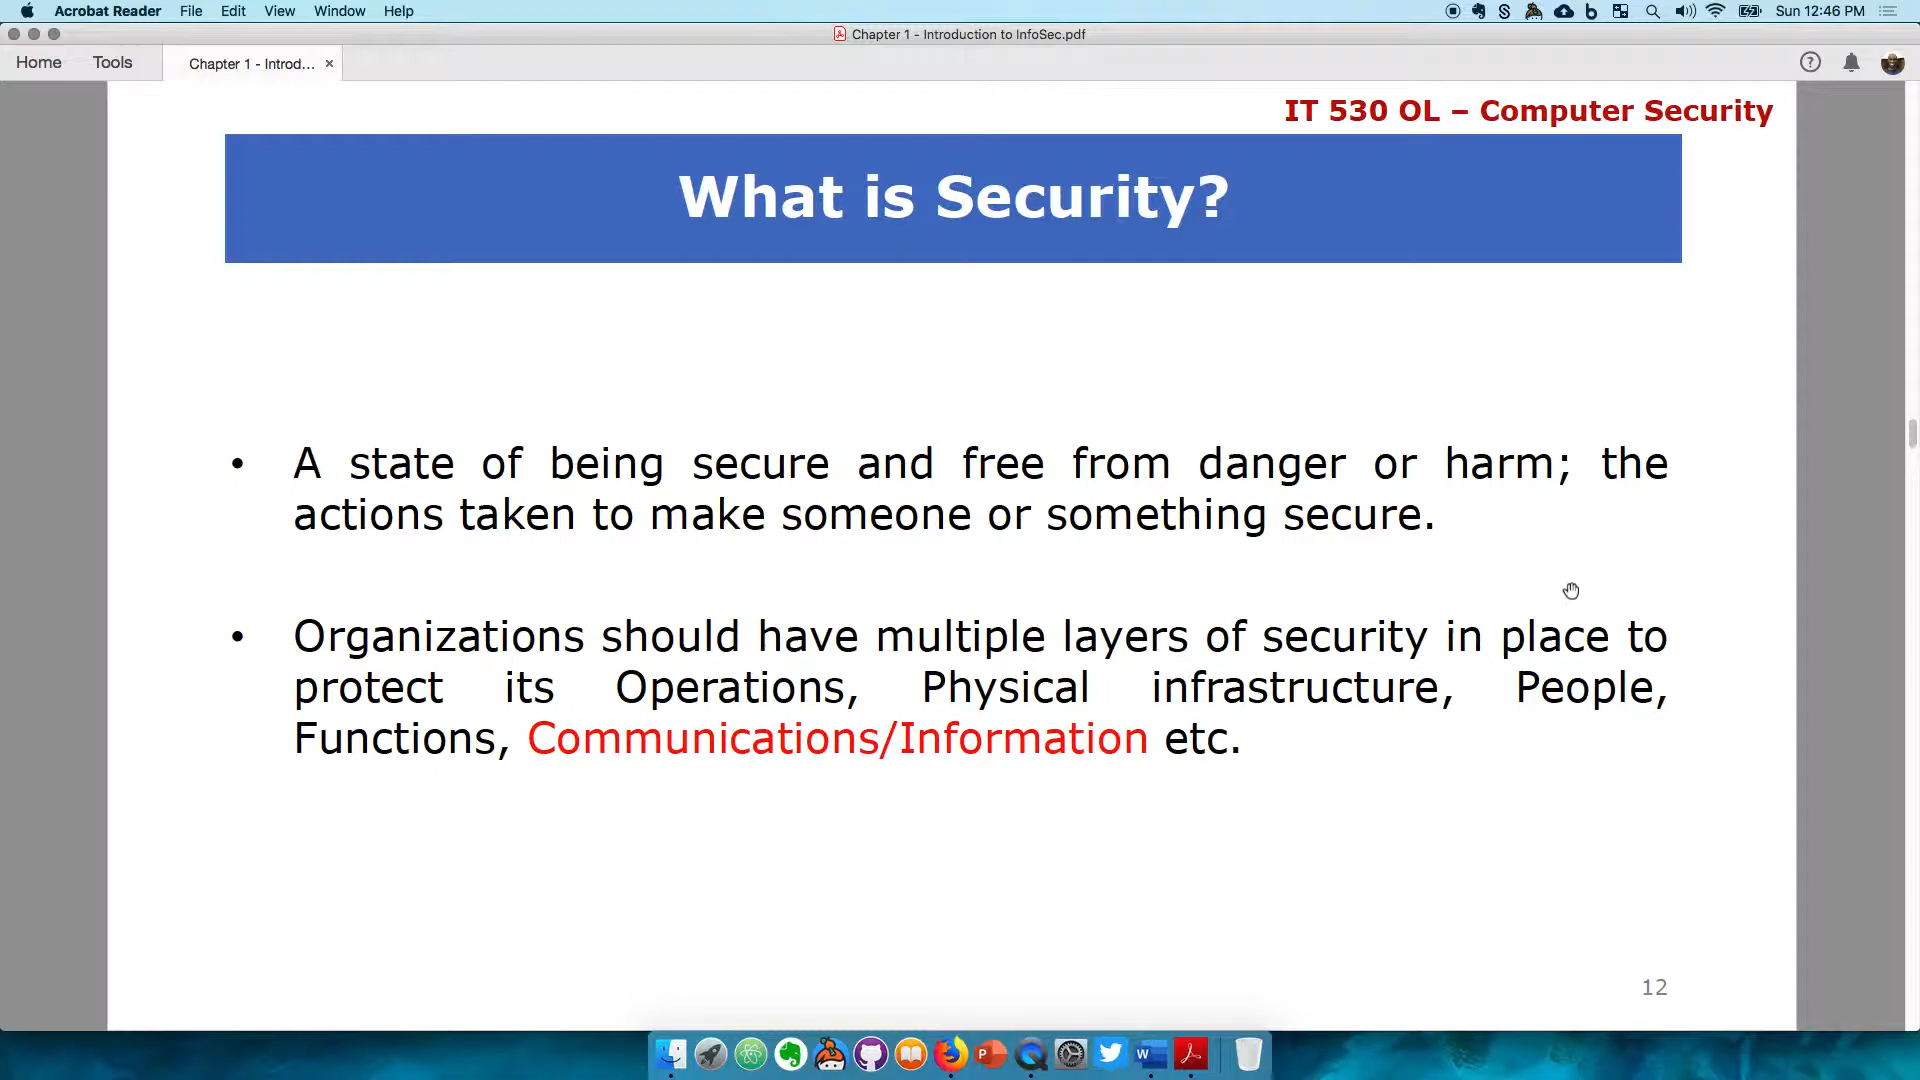 Acrobat Reader File Edit View Window Help Sun 12:46 PM
Chapter 1 - Introduction to InfoSec.pdf
Home Tools Chapter 1 - Introd... ×
IT 530 OL – Computer Security
What is Security?
• A state of being secure and free from danger or harm; the
actions taken to make someone or something secure.
• Organizations should have multiple layers of security in place to
protect its Operations, Physical infrastructure, People,
Functions, Communications/Information etc.
12